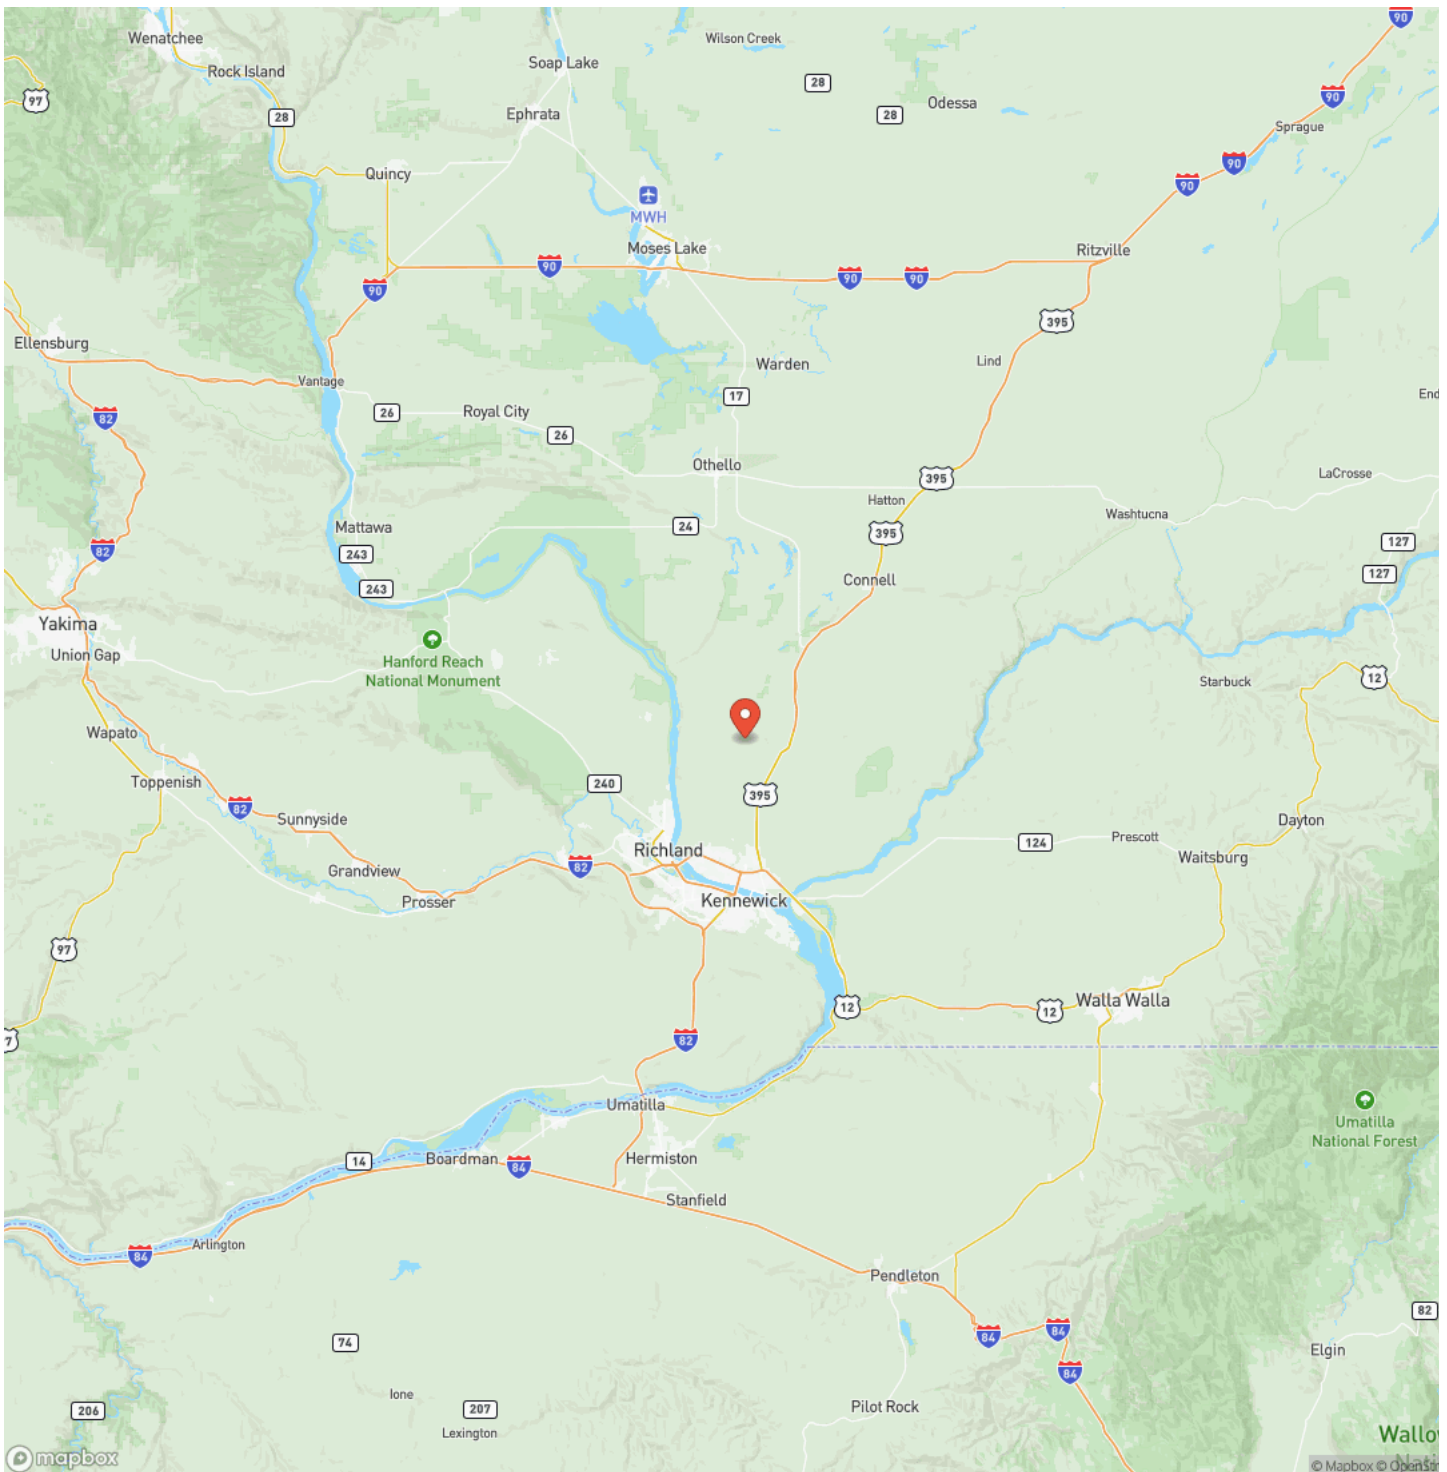 90
Wenatchee
Wilson Creek
Soap Lake
Rock Island
28
90
97
Odessa
Ephrata
28
28
Sprague
90
Quincy
90
MWH
Moses Lake
Ritzville
90
90
90
90
395
Ellensburg
Lind
Warden
Vantage
End
17
82
26
Royal City
26
Othello
LaCrosse
395
Hatton
Washtucna
24
Mattawa
395
127
82
243
127
Connell
243
Yakima
Union Gap
Hanford Reach
National Monument
12
Starbuck
Wapato
Toppenish
240
395
82
Sunnyside
Dayton
Prescott
124
Richland
Waitsburg
82
Grandview
Prosser
Kennewick
97
Walla Walla
12
12
7
82
Umatilla
Umatilla
National Forest
14
Boardman
84
Hermiston
Stanfield
Arlington
84
Pendleton
82
84
84
74
Elgin
84
Ione
206
207
Pilot Rock
Lexington
Wallo
Nati
mapbox
© Mapbox © OpenStr